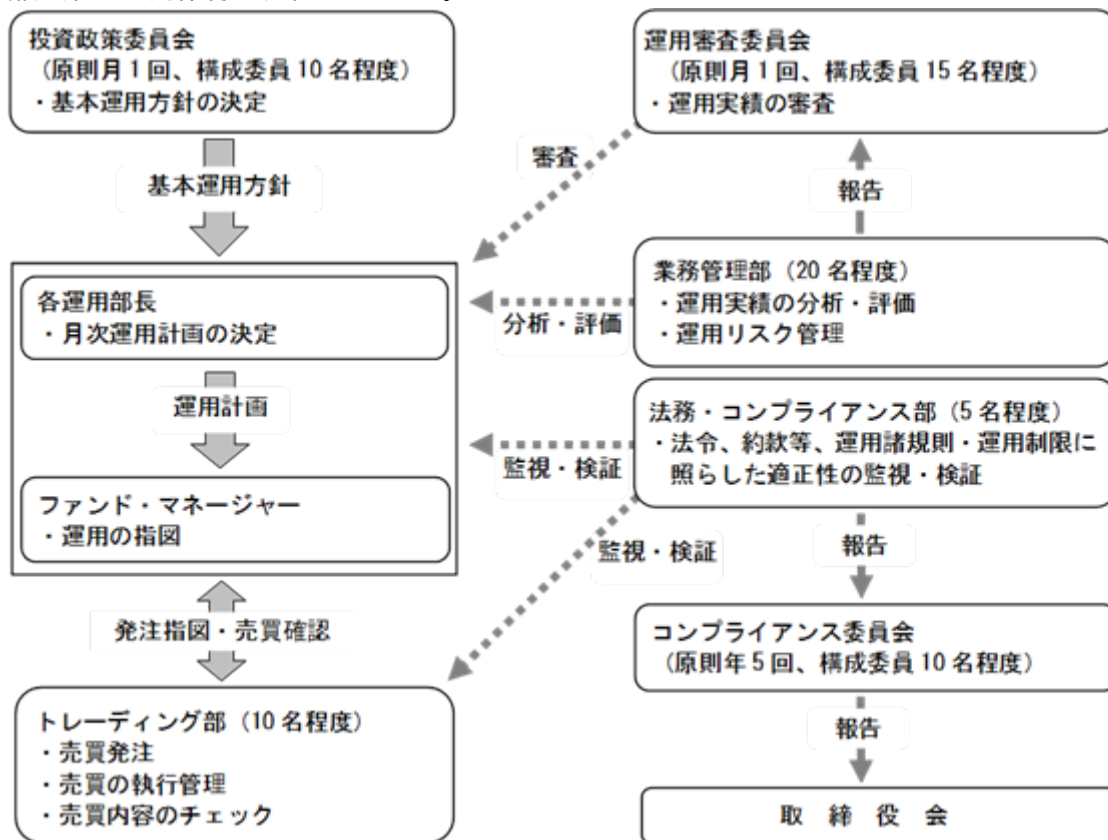 投資政策委員会
（原則月1回、構成委員10名程度）
・基本運用方針の決定
基本運用方針
各運用部長
・月次運用計画の決定
運用計画
ファンド・マネージャー
・運用の指図
発注指図・売買確認
トレーディング部（10名程度）
・売買発注
・売買の執行管理
・売買内容のチェック
運用審査委員会
（原則月1回、構成委員15名程度）
・運用実績の審査
審査
報告
業務管理部（20名程度）
・運用実績の分析・評価
・運用リスク管理
分析・評価
法務・コンプライアンス部（5名程度）
・法令、約款等、運用諸規則・運用制限に
照らした適正性の監視・検証
監視・検証
監視・検証
報告
コンプライアンス委員会
（原則年5回、構成委員10名程度）
報告
取締役会